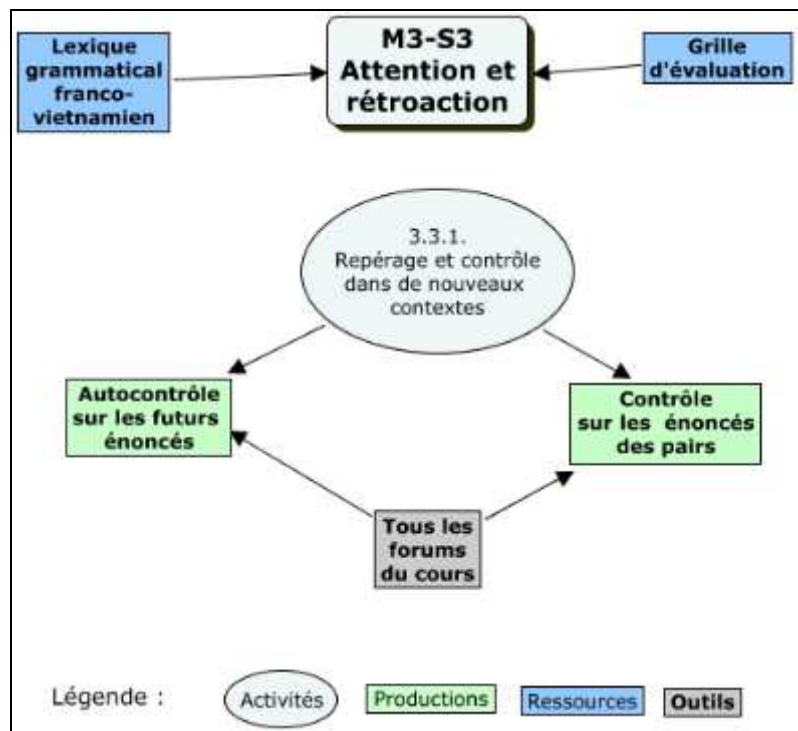 Lexique
grammatical
franco-
vietnamien
M3-S3
Attention et
rétroaction
Grille
d'évaluation
3.3.1.
Repérage et contrôle
dans de nouveaux
contextes
Autocontrôle
sur les futurs
énoncés
Contrôle
sur les énoncés
des pairs
Tous les
forums
du cours
Légende :
Activités
Productions
Ressources
Outils